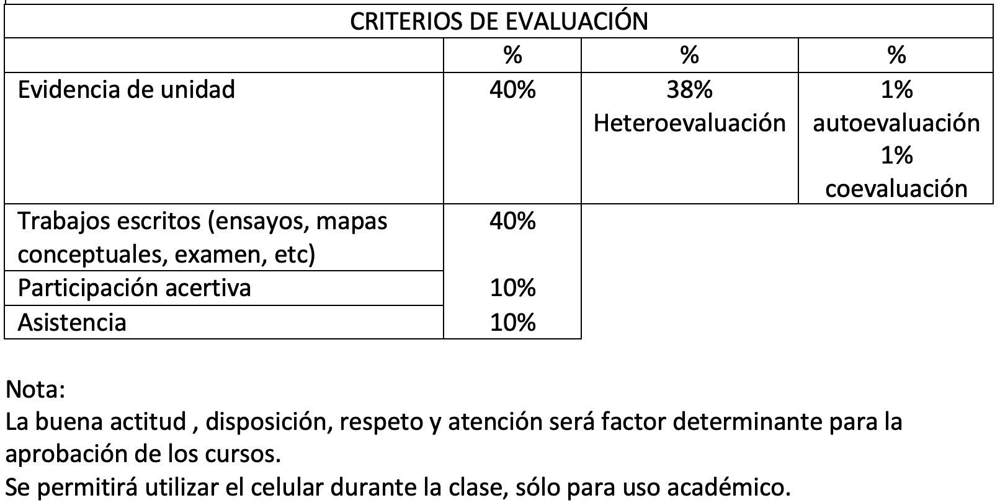 CRITERIOS DE EVALUACIÓN
% % %
Evidencia de unidad 40% 38% 1%
Heteroevaluación autoevaluación
1%
coevaluación
Trabajos escritos (ensayos, mapas 40%
conceptuales, examen, etc)
Participación acertiva 10%
Asistencia 10%
Nota:
La buena actitud , disposición, respeto y atención será factor determinante para la
aprobación de los cursos.
Se permitirá utilizar el celular durante la clase, sólo para uso académico.